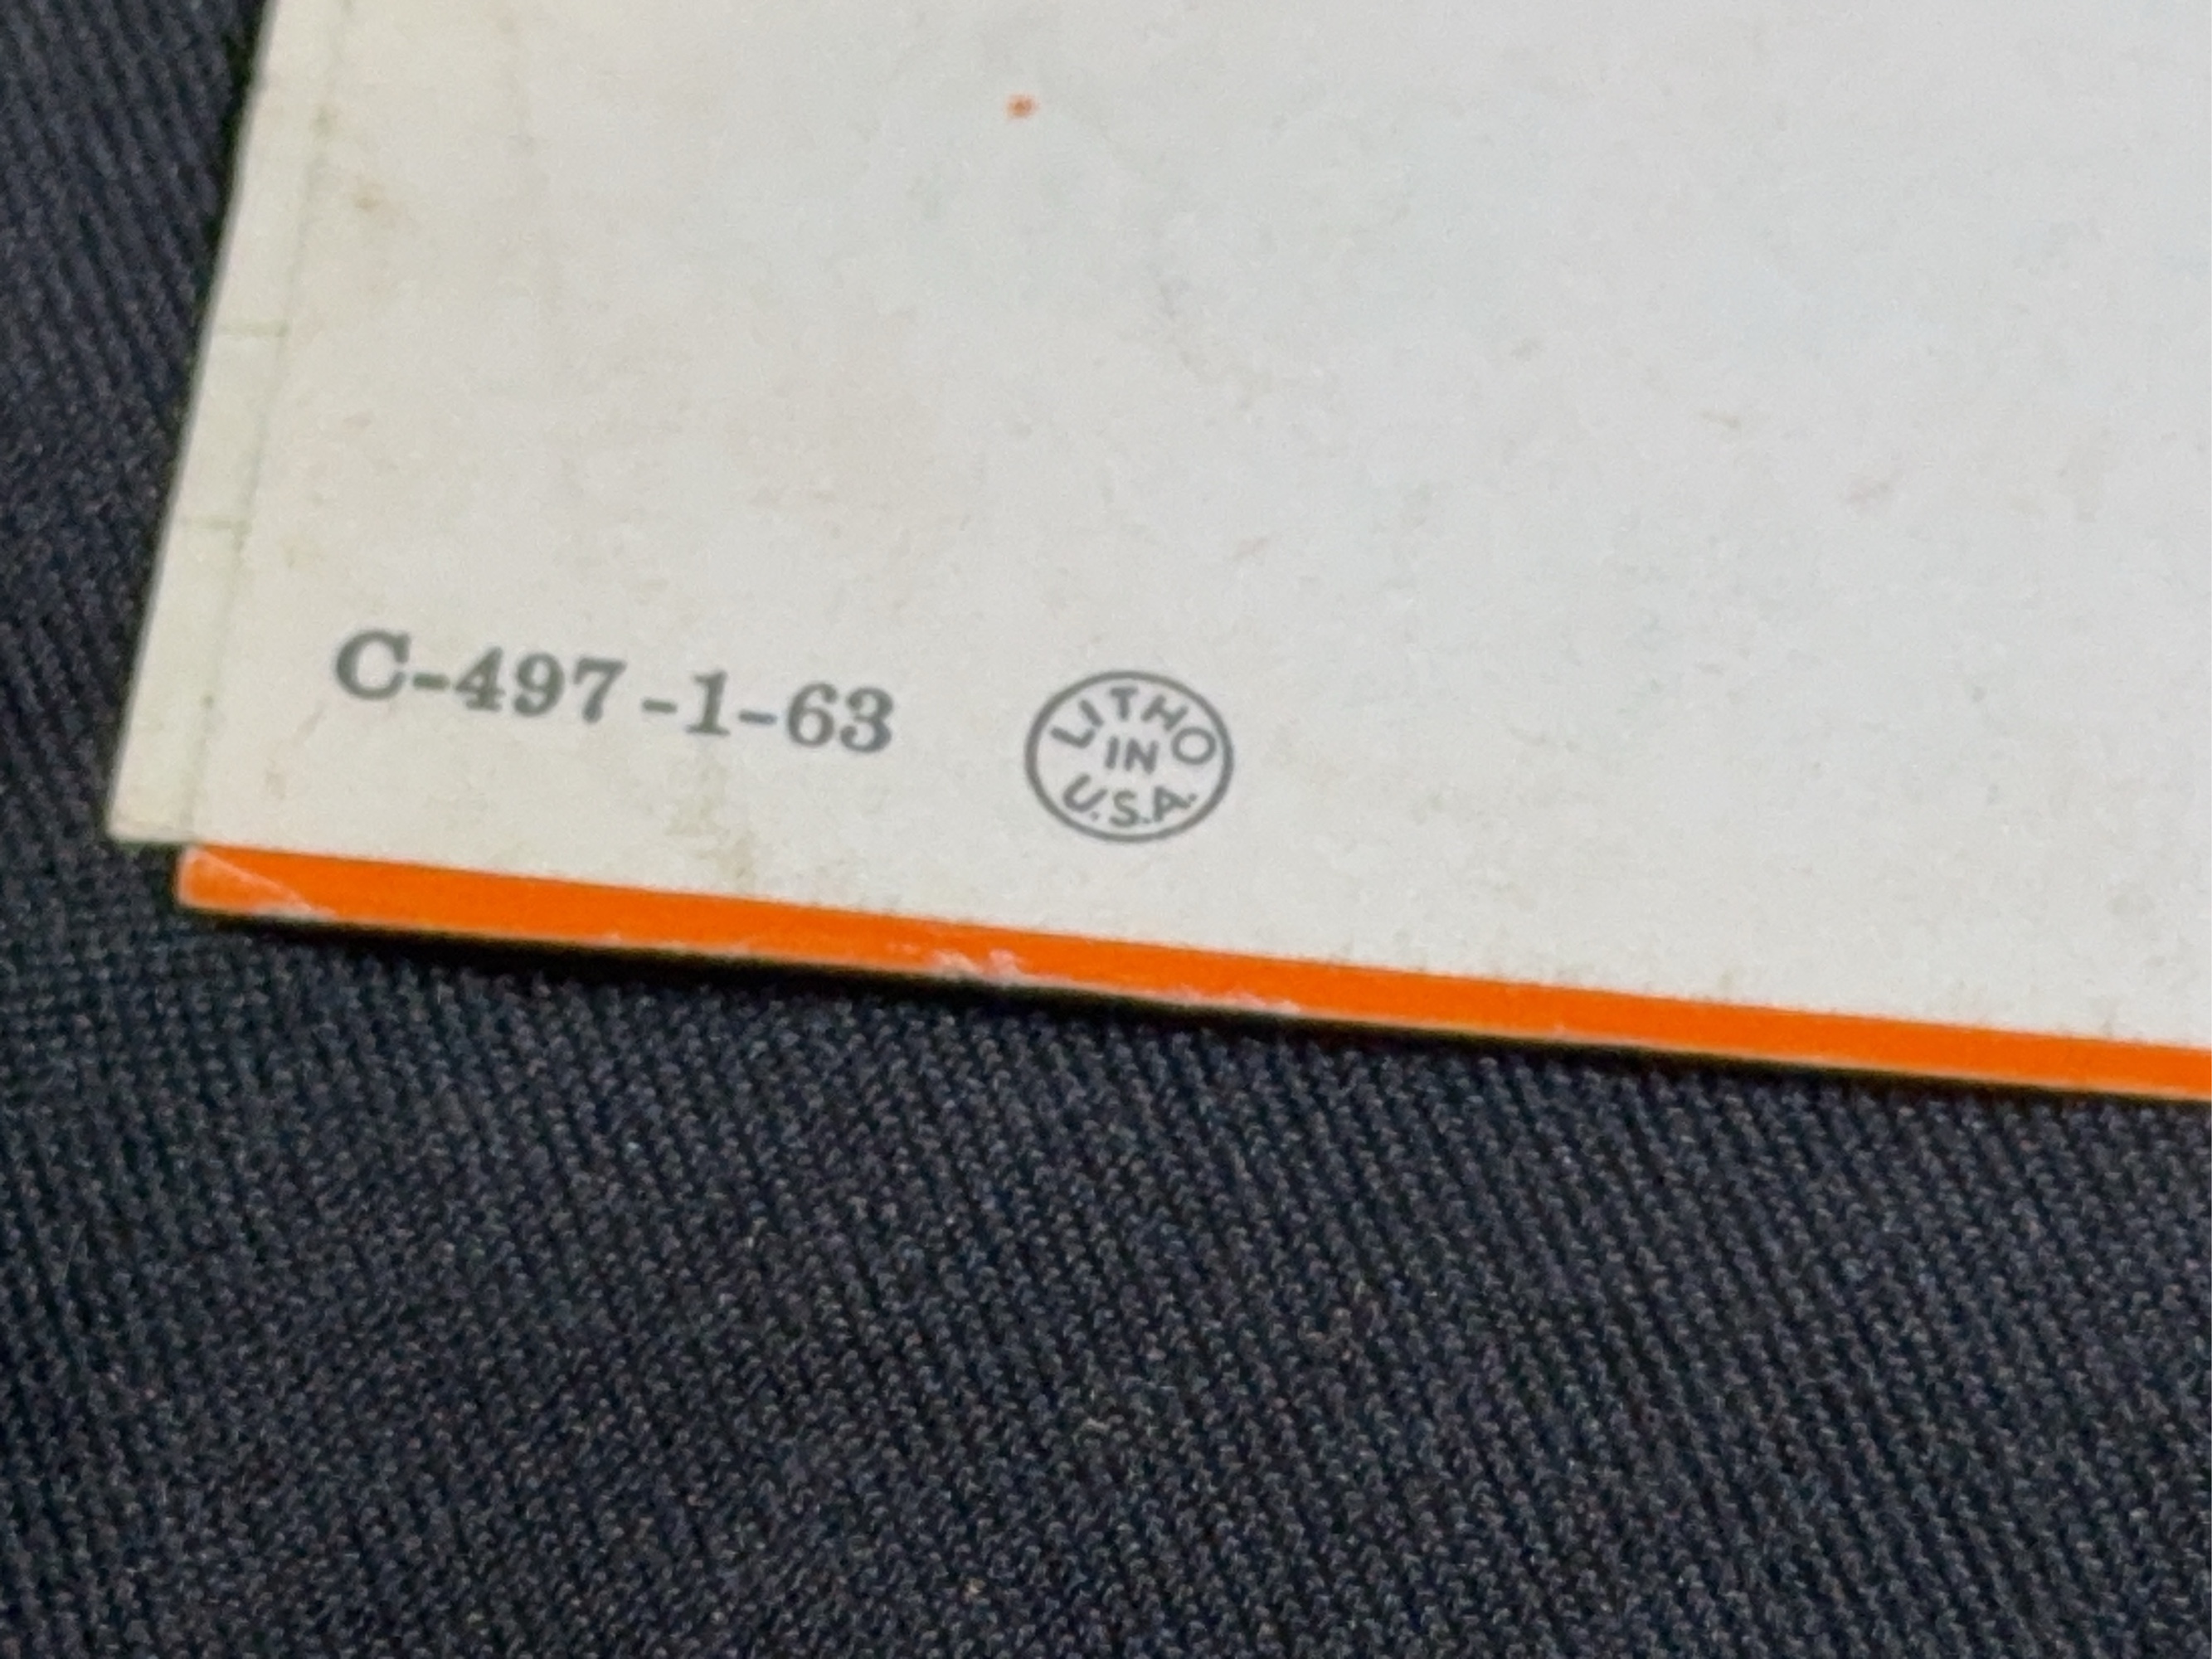 C-497-1-63
LITHO
IN
U.S.A.